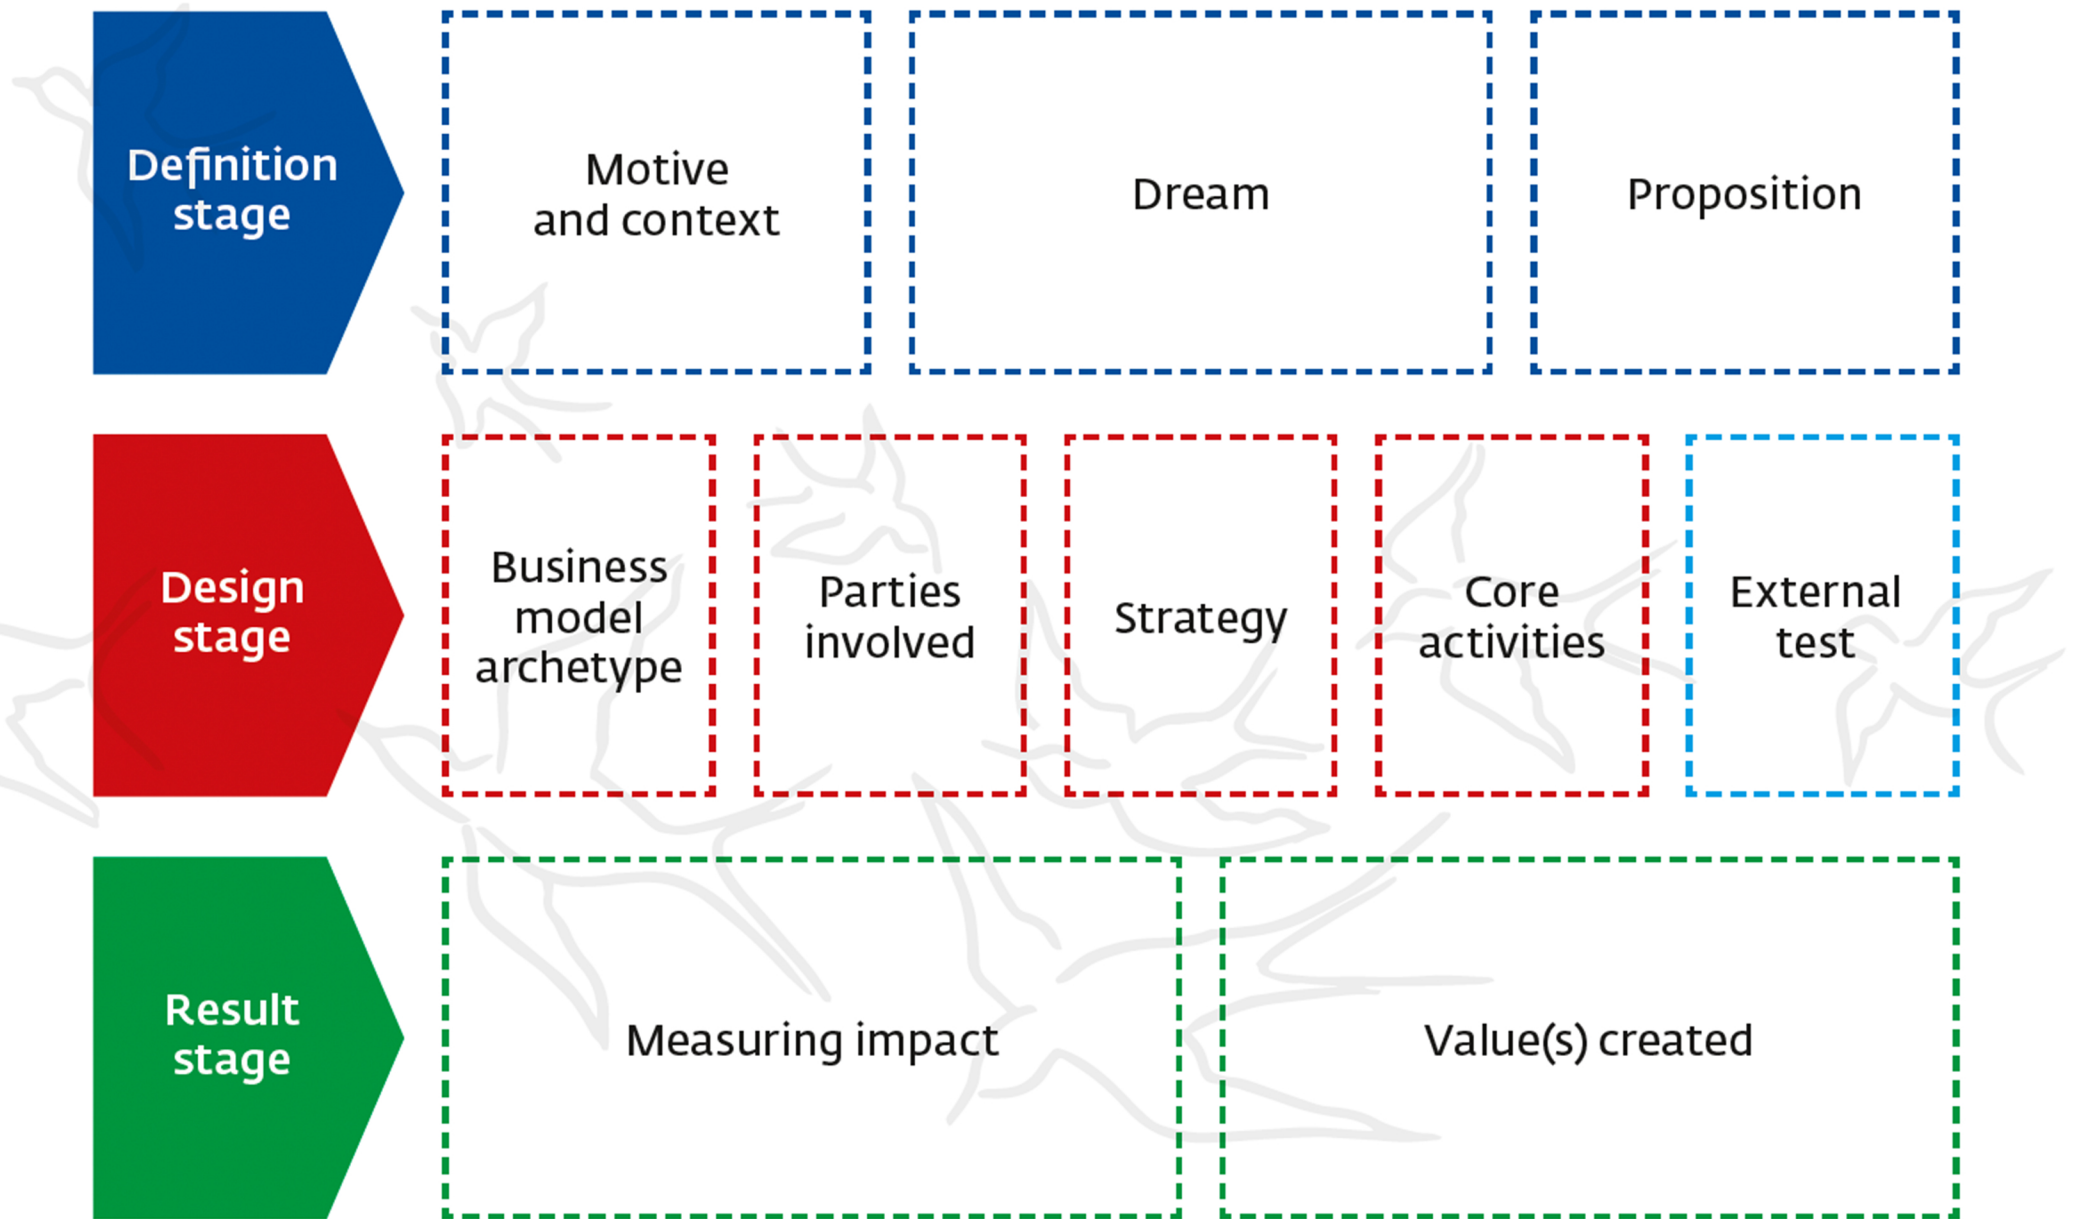 Definition
stage
Motive
and context
Dream
Proposition
Design
stage
Business
model
archetype
Parties
involved
Strategy
Core
activities
External
test
Result
stage
Measuring impact
Value(s) created